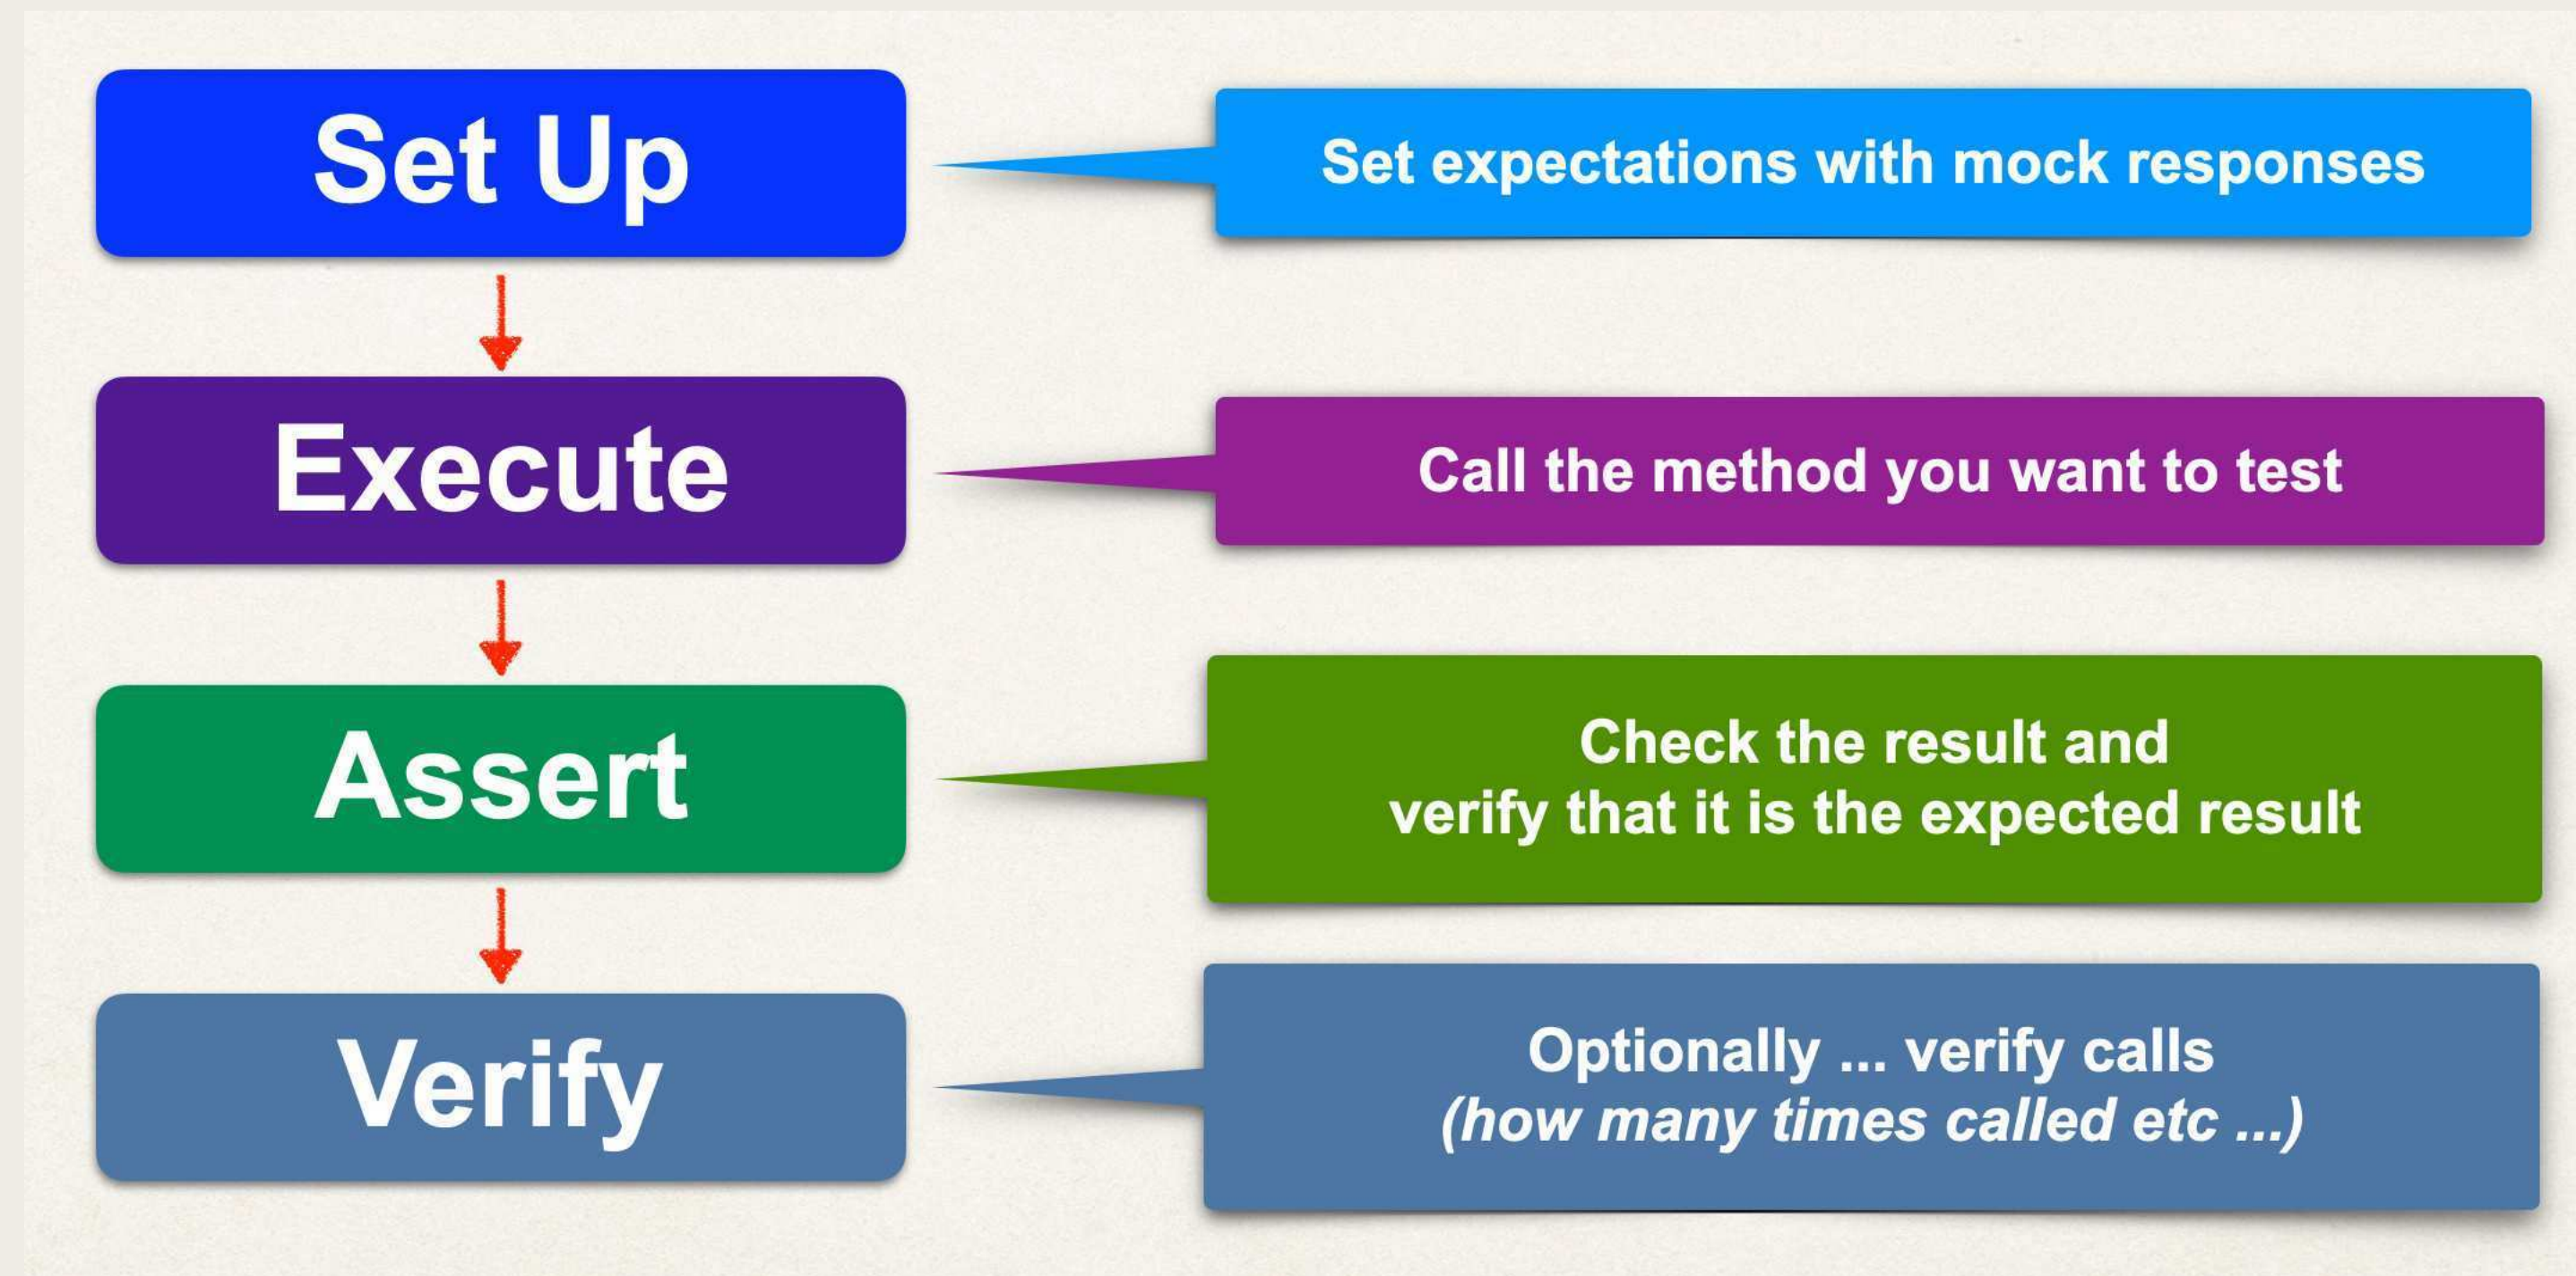 Set Up
Set expectations with mock responses
Execute
Call the method you want to test
Assert
Check the result and
verify that it is the expected result
Verify
Optionally ... verify calls
(how many times called etc ...)